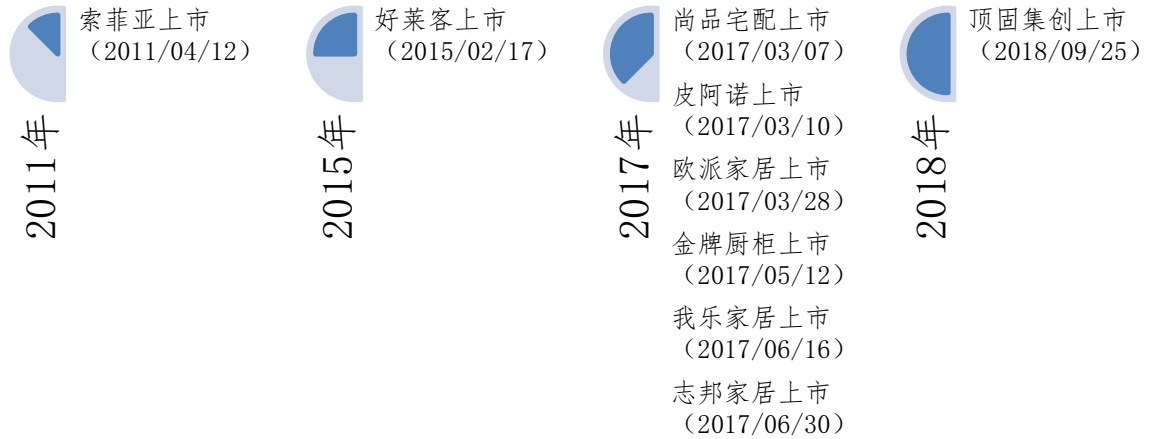 2011年
索菲亚上市
（2011/04/12）
2015年
好莱客上市
（2015/02/17）
2017年
尚品宅配上市
（2017/03/07）
皮阿诺上市
（2017/03/10）
欧派家居上市
（2017/03/28）
金牌厨柜上市
（2017/05/12）
我乐家居上市
（2017/06/16）
志邦家居上市
（2017/06/30）
2018年
顶固集创上市
（2018/09/25）